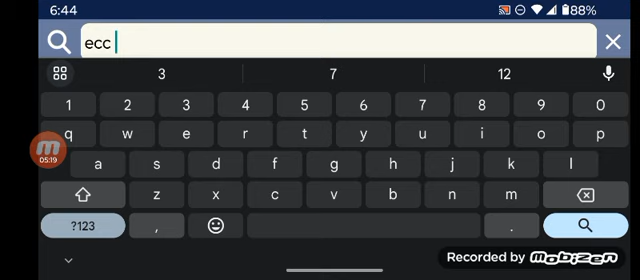 6:44 88%
ecc
3 7 12
1 2 3 4 5 6 7 8 9 0
q w e r t y u i o p
05:19
a s d f g h j k l
z x c v b n m
?123 , .
Recorded by mobizen